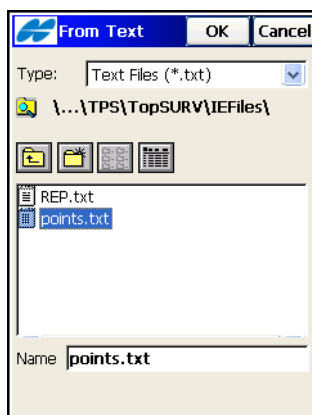 From Text OK Cancel
Type: Text Files (*.txt)
\...\TPS\TopSURV\IEFiles\
REP.txt
points.txt
Name points.txt